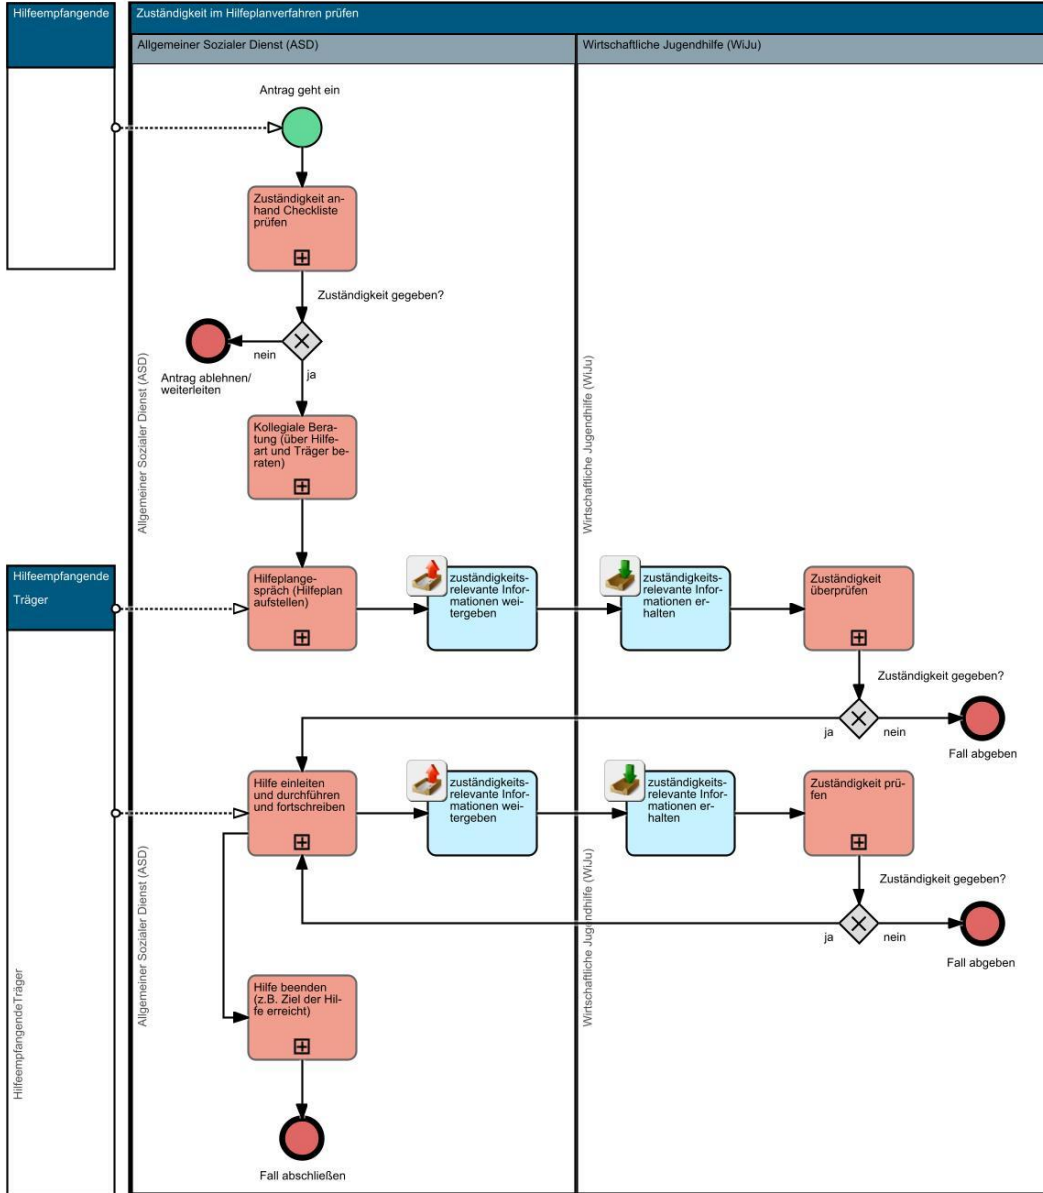 Hilfeempfangende
Zuständigkeit im Hilfeplanverfahren prüfen
Allgemeiner Sozialer Dienst (ASD)
Wirtschaftliche Jugendhilfe (WiJu)
Antrag geht ein
Zuständigkeit an-
hand Checkliste
prüfen
Zuständigkeit gegeben?
nein
ja
Antrag ablehnen/
weiterleiten
Allgemeiner Sozialer Dienst (ASD)
Wirtschaftliche Jugendhilfe (WiJu)
Kollegiale Bera-
tung (über Hilfe-
art und Träger be-
raten)
Hilfeempfangende
Träger
Hilfeplange-
spräch (Hilfeplan
aufstellen)
zuständigkeits-
relevante Infor-
mationen wei-
tergeben
zuständigkeits-
relevante Infor-
mationen er-
halten
Zuständigkeit
überprüfen
Zuständigkeit gegeben?
ja
nein
Fall abgeben
Hilfe einleiten
und durchführen
und fortschreiben
zuständigkeits-
relevante Infor-
mationen wei-
tergeben
zuständigkeits-
relevante Infor-
mationen er-
halten
Zuständigkeit prü-
fen
Zuständigkeit gegeben?
ja
nein
Fall abgeben
Allgemeiner Sozialer Dienst (ASD)
Wirtschaftliche Jugendhilfe (WiJu)
HilfeempfangendeTräger
Hilfe beenden
(z.B. Ziel der Hil-
fe erreicht)
Fall abschließen